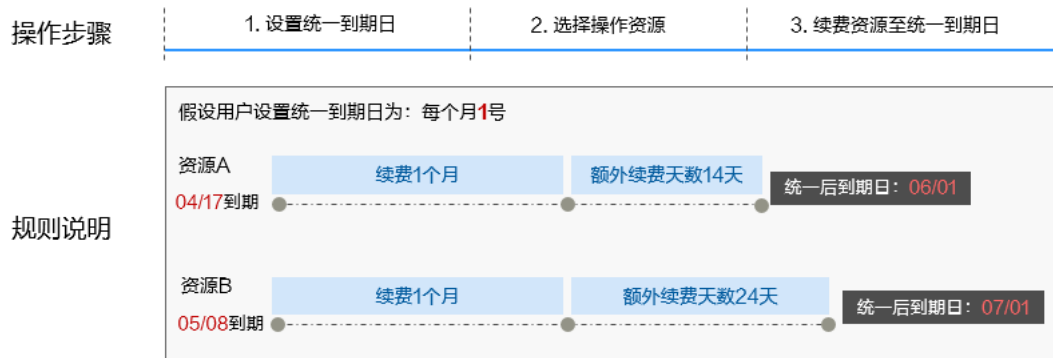 操作步骤
1. 设置统一到期日
2. 选择操作资源
3. 续费资源至统一到期日
规则说明
假设用户设置统一到期日为：每个月1号
资源A
04/17到期
续费1个月
额外续费天数14天
统一后到期日：06/01
资源B
05/08到期
续费1个月
额外续费天数24天
统一后到期日：07/01